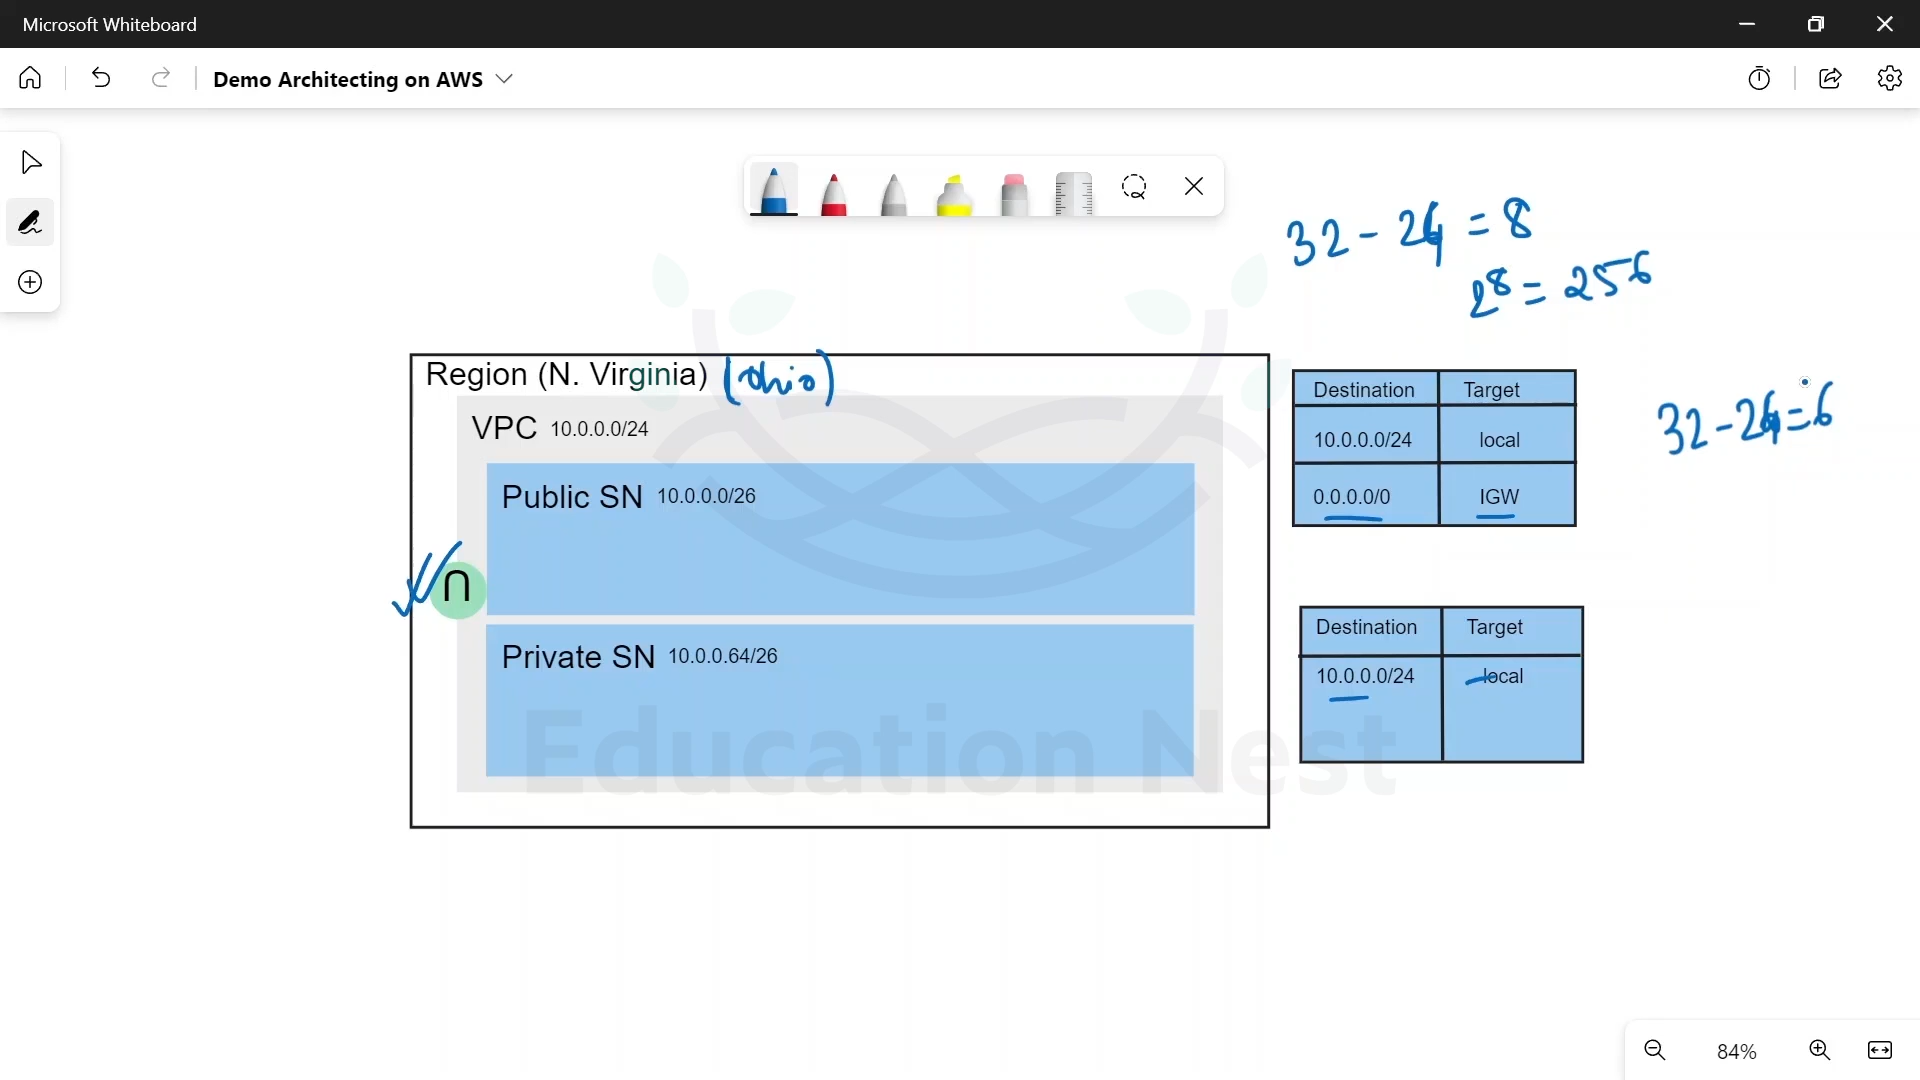 Microsoft Whiteboard
Demo Architecting on AWS
32 - 24 = 8
2⁸ = 256
Region (N. Virginia) (Ohio)
VPC 10.0.0.0/24
Public SN 10.0.0.0/26
Private SN 10.0.0.64/26
Destination Target
10.0.0.0/24 local
0.0.0.0/0 IGW
32 - 26 = 6
Destination Target
10.0.0.0/24 local
Education Nest
84%